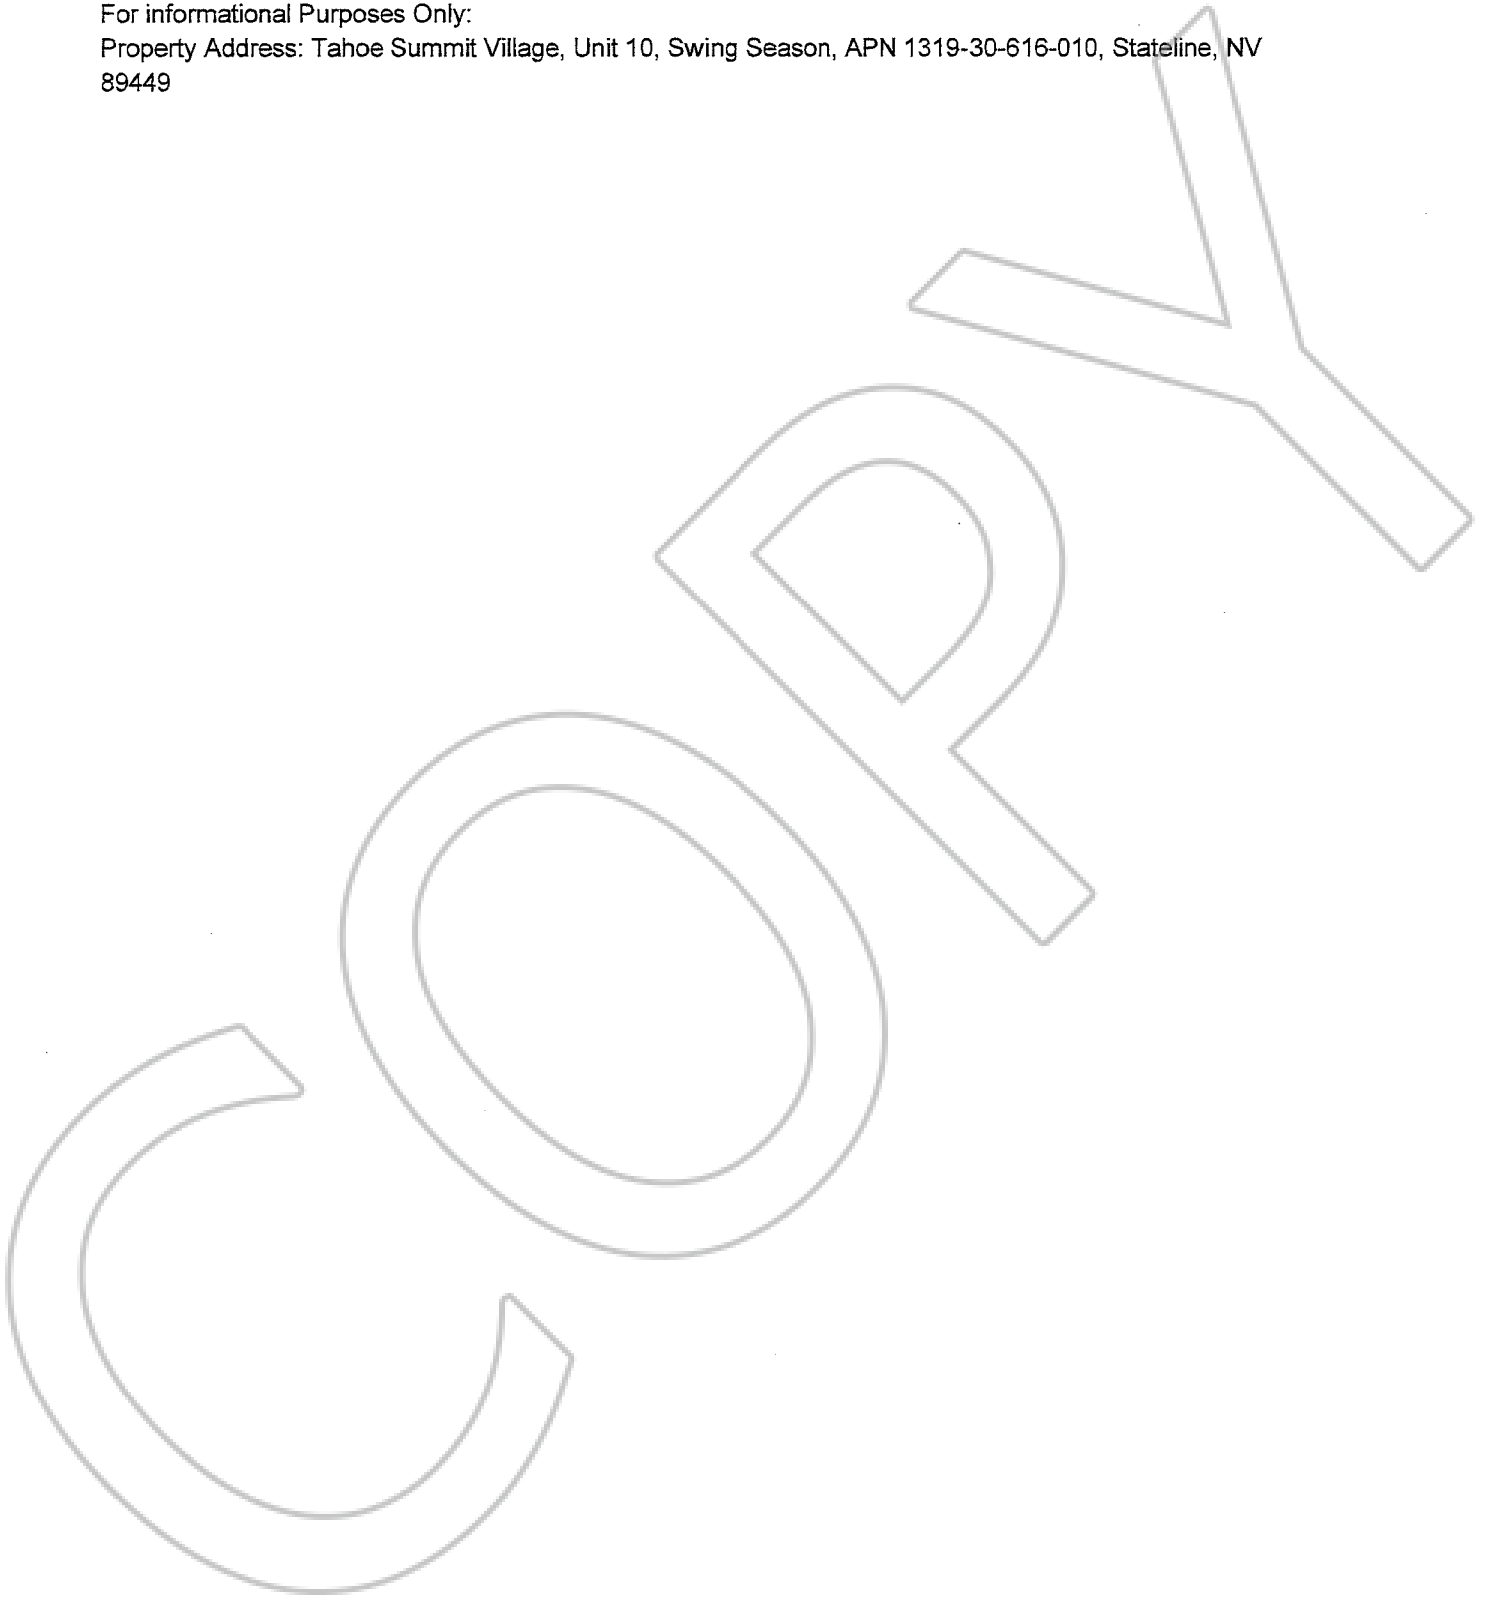 For informational Purposes Only:
Property Address: Tahoe Summit Village, Unit 10, Swing Season, APN 1319-30-616-010, Stateline, NV
89449
COPY